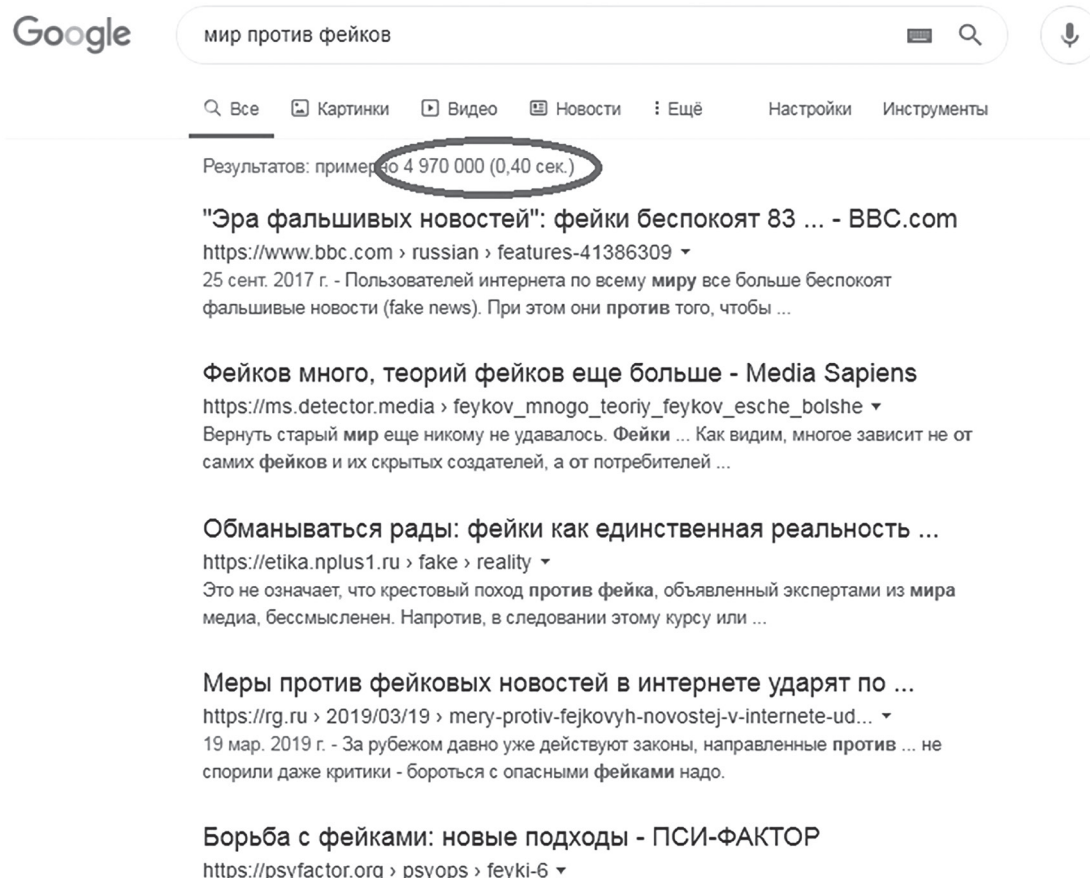 Google
мир против фейков
Все Картинки Видео Новости Ещё Настройки Инструменты
Результатов: примерно 4 970 000 (0,40 сек.)
"Эра фальшивых новостей": фейки беспокоят 83 ... - BBC.com
https://www.bbc.com › russian › features-41386309
25 сент. 2017 г. - Пользователей интернета по всему миру все больше беспокоят
фальшивые новости (fake news). При этом они против того, чтобы ...
Фейков много, теорий фейков еще больше - Media Sapiens
https://ms.detector.media › feykov_mnogo_teoriy_feykov_esche_bolshe
Вернуть старый мир еще никому не удавалось. Фейки ... Как видим, многое зависит не от
самих фейков и их скрытых создателей, а от потребителей ...
Обманываться рады: фейки как единственная реальность ...
https://etika.nplus1.ru › fake › reality
Это не означает, что крестовый поход против фейка, объявленный экспертами из мира
медиа, бессмысленен. Напротив, в следовании этому курсу или ...
Меры против фейковых новостей в интернете ударят по ...
https://rg.ru › 2019/03/19 › mery-protiv-fejkovyh-novostej-v-internete-ud...
19 мар. 2019 г. - За рубежом давно уже действуют законы, направленные против ... не
спорили даже критики - бороться с опасными фейками надо.
Борьба с фейками: новые подходы - ПСИ-ФАКТОР
https://psyfactor.org › psyops › feyki-6